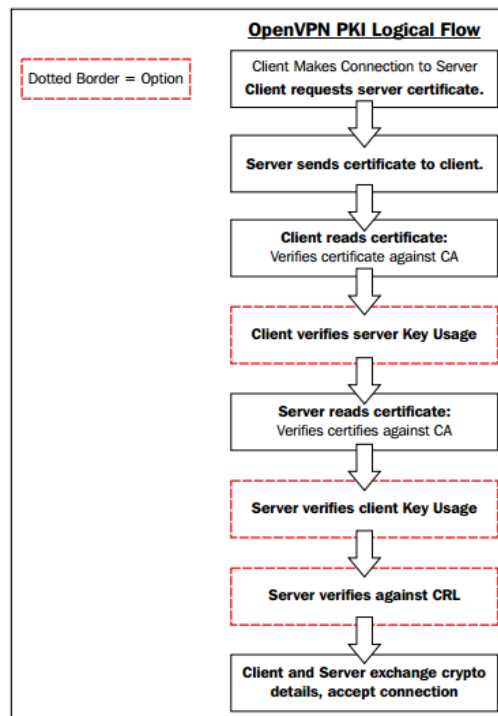 OpenVPN PKI Logical Flow
Dotted Border = Option
Client Makes Connection to Server
Client requests server certificate.
Server sends certificate to client.
Client reads certificate:
Verifies certificate against CA
Client verifies server Key Usage
Server reads certificate:
Verifies certifies against CA
Server verifies client Key Usage
Server verifies against CRL
Client and Server exchange crypto
details, accept connection